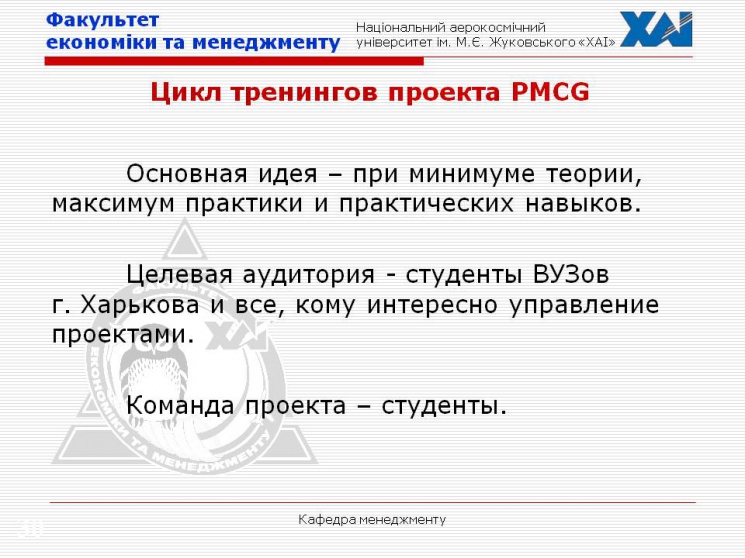 Факультет
економіки та менеджменту
Національний аерокосмічний
університет ім. М.Є. Жуковського «ХАІ»
ХАІ
Цикл тренингов проекта PMCG
Основная идея – при минимуме теории,
максимум практики и практических навыков.
Целевая аудитория - студенты ВУЗов
г. Харькова и все, кому интересно управление
проектами.
Команда проекта – студенты.
ФАКУЛЬТЕТ
ХАІ
ЕКОНОМІКИ ТА МЕНЕДЖМЕНТУ
Кафедра менеджменту
30